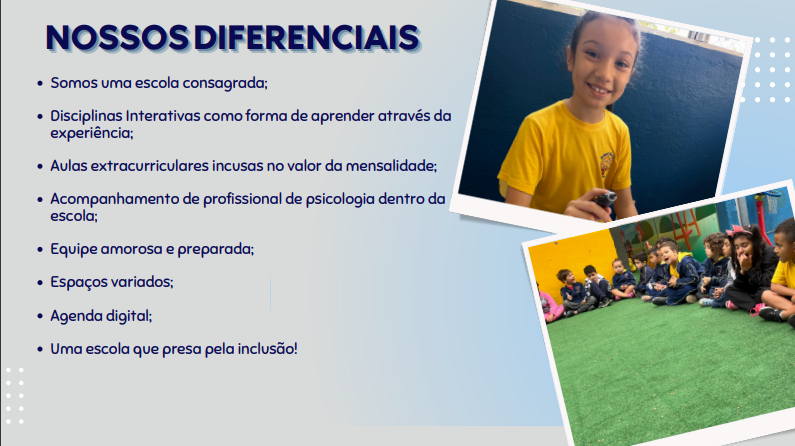 NOSSOS DIFERENCIAIS
• Somos uma escola consagrada;
• Disciplinas Interativas como forma de aprender através da
experiência;
• Aulas extracurriculares incusas no valor da mensalidade;
• Acompanhamento de profissional de psicologia dentro da
escola;
• Equipe amorosa e preparada;
• Espaços variados;
• Agenda digital;
• Uma escola que presa pela inclusão!